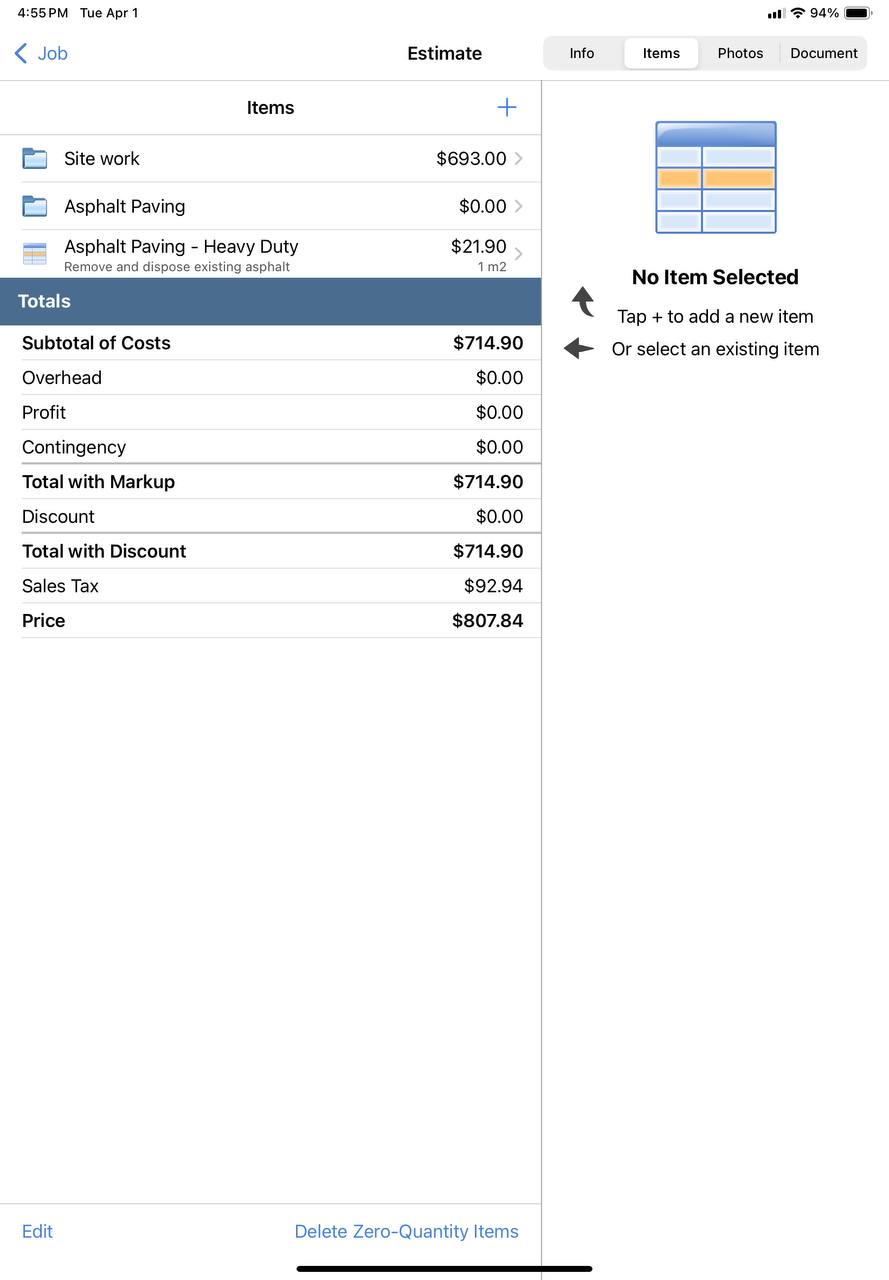 4:55 PM Tue Apr 1 94%
Job Estimate Info Items Photos Document
Items +
Site work $693.00
Asphalt Paving $0.00
Asphalt Paving - Heavy Duty $21.90
Remove and dispose existing asphalt 1 m2
Totals
Subtotal of Costs $714.90
Overhead $0.00
Profit $0.00
Contingency $0.00
Total with Markup $714.90
Discount $0.00
Total with Discount $714.90
Sales Tax $92.94
Price $807.84
Edit Delete Zero-Quantity Items
No Item Selected
Tap + to add a new item
Or select an existing item